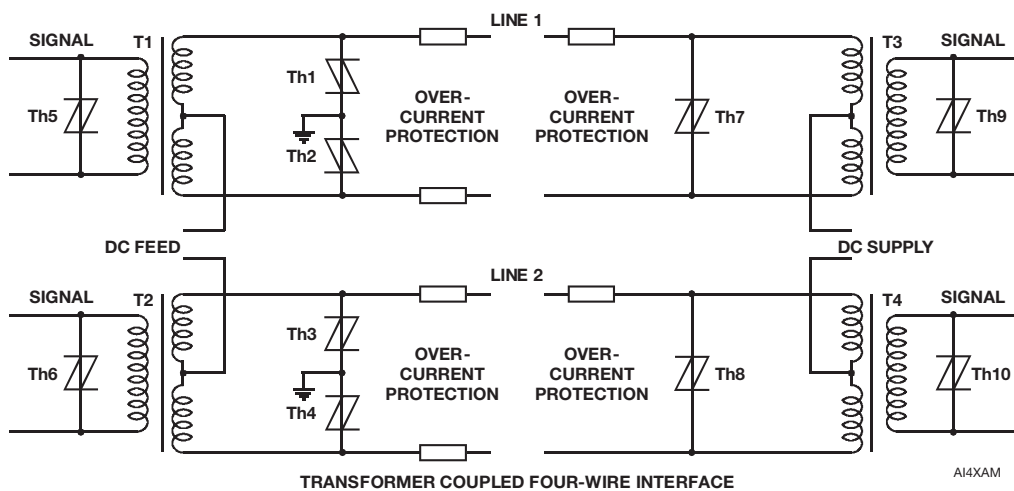 LINE 1
SIGNAL
T1
T3
SIGNAL
Th1
Th5
OVER-
CURRENT
PROTECTION
OVER-
CURRENT
PROTECTION
Th7
Th9
Th2
DC FEED
DC SUPPLY
LINE 2
SIGNAL
T2
T4
SIGNAL
Th3
Th6
OVER-
CURRENT
PROTECTION
OVER-
CURRENT
PROTECTION
Th8
Th10
Th4
TRANSFORMER COUPLED FOUR-WIRE INTERFACE
AI4XAM